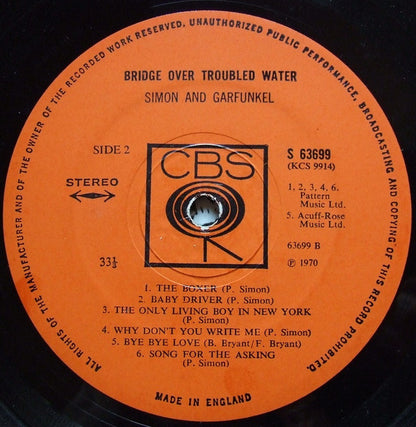 ALL RIGHTS OF THE MANUFACTURER AND OF THE OWNER OF THE RECORDED WORK RESERVED. UNAUTHORIZED PUBLIC PERFORMANCE, BROADCASTING AND COPYING OF THIS RECORD PROHIBITED.
BRIDGE OVER TROUBLED WATER
SIMON AND GARFUNKEL
SIDE 2
CBS
S 63699
(KCS 9914)
STEREO
1, 2, 3, 4, 6.
Pattern
Music Ltd.
5. Acuff-Rose
Music Ltd.
63699 B
33⅓
℗ 1970
1. THE BOXER (P. Simon)
2. BABY DRIVER (P. Simon)
3. THE ONLY LIVING BOY IN NEW YORK
(P. Simon)
4. WHY DON'T YOU WRITE ME (P. Simon)
5. BYE BYE LOVE (B. Bryant/F. Bryant)
6. SONG FOR THE ASKING
(P. Simon)
MADE IN ENGLAND